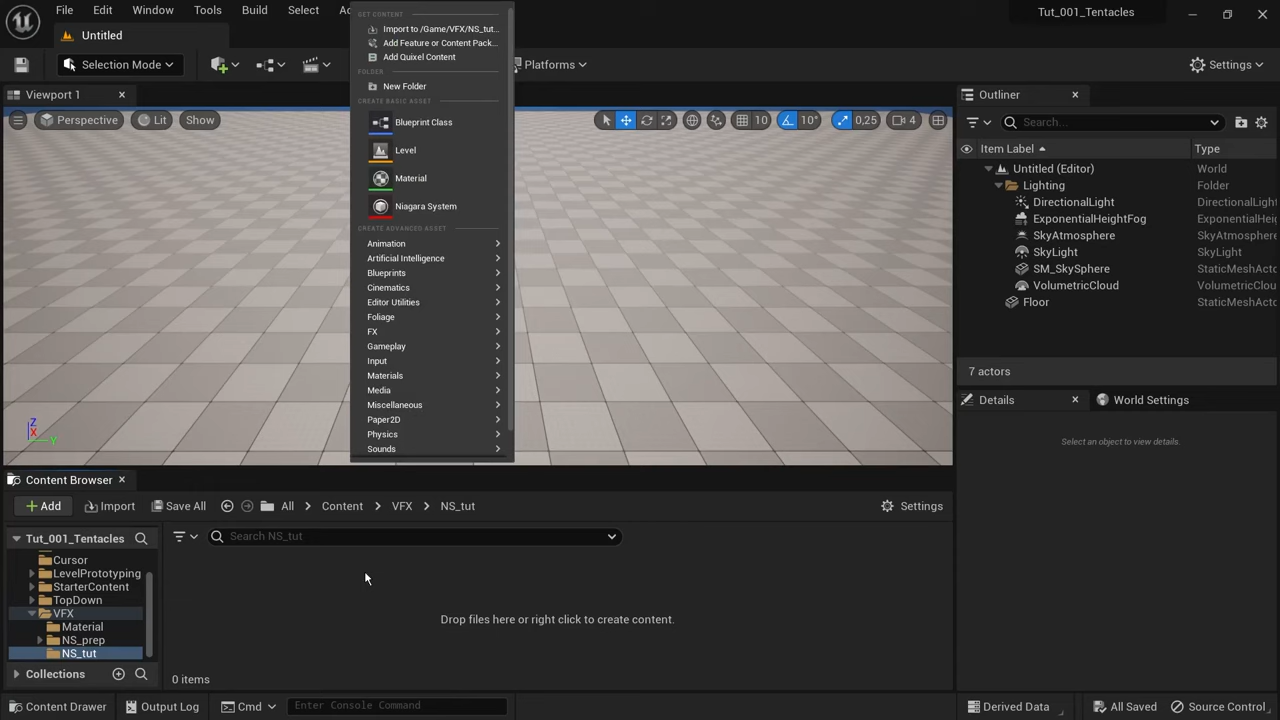 File
Edit
Window
Tools
Build
Select
Tut_001_Tentacles
Untitled
Selection Mode
Platforms
Settings
GET CONTENT
Import to /Game/VFX/NS_tut...
Add Feature or Content Pack...
Add Quixel Content
FOLDER
New Folder
CREATE BASIC ASSET
Blueprint Class
Level
Material
Niagara System
CREATE ADVANCED ASSET
Animation
Artificial Intelligence
Blueprints
Cinematics
Editor Utilities
Foliage
FX
Gameplay
Input
Materials
Media
Miscellaneous
Paper2D
Physics
Sounds
Viewport 1
Perspective
Lit
Show
10
10°
0,25
4
Z
X
Y
Outliner
Search...
Item Label
Type
Untitled (Editor)
World
Lighting
Folder
DirectionalLight
DirectionalLight
ExponentialHeightFog
ExponentialHei
SkyAtmosphere
SkyAtmosphere
SkyLight
SkyLight
SM_SkySphere
StaticMeshActo
VolumetricCloud
VolumetricClou
Floor
StaticMeshActo
7 actors
Details
World Settings
Select an object to view details.
Content Browser
Add
Import
Save All
All
Content
VFX
NS_tut
Settings
Tut_001_Tentacles
Search NS_tut
Cursor
LevelPrototyping
StarterContent
TopDown
VFX
Material
NS_prep
NS_tut
Collections
Drop files here or right click to create content.
0 items
Content Drawer
Output Log
Cmd
Enter Console Command
Derived Data
All Saved
Source Control